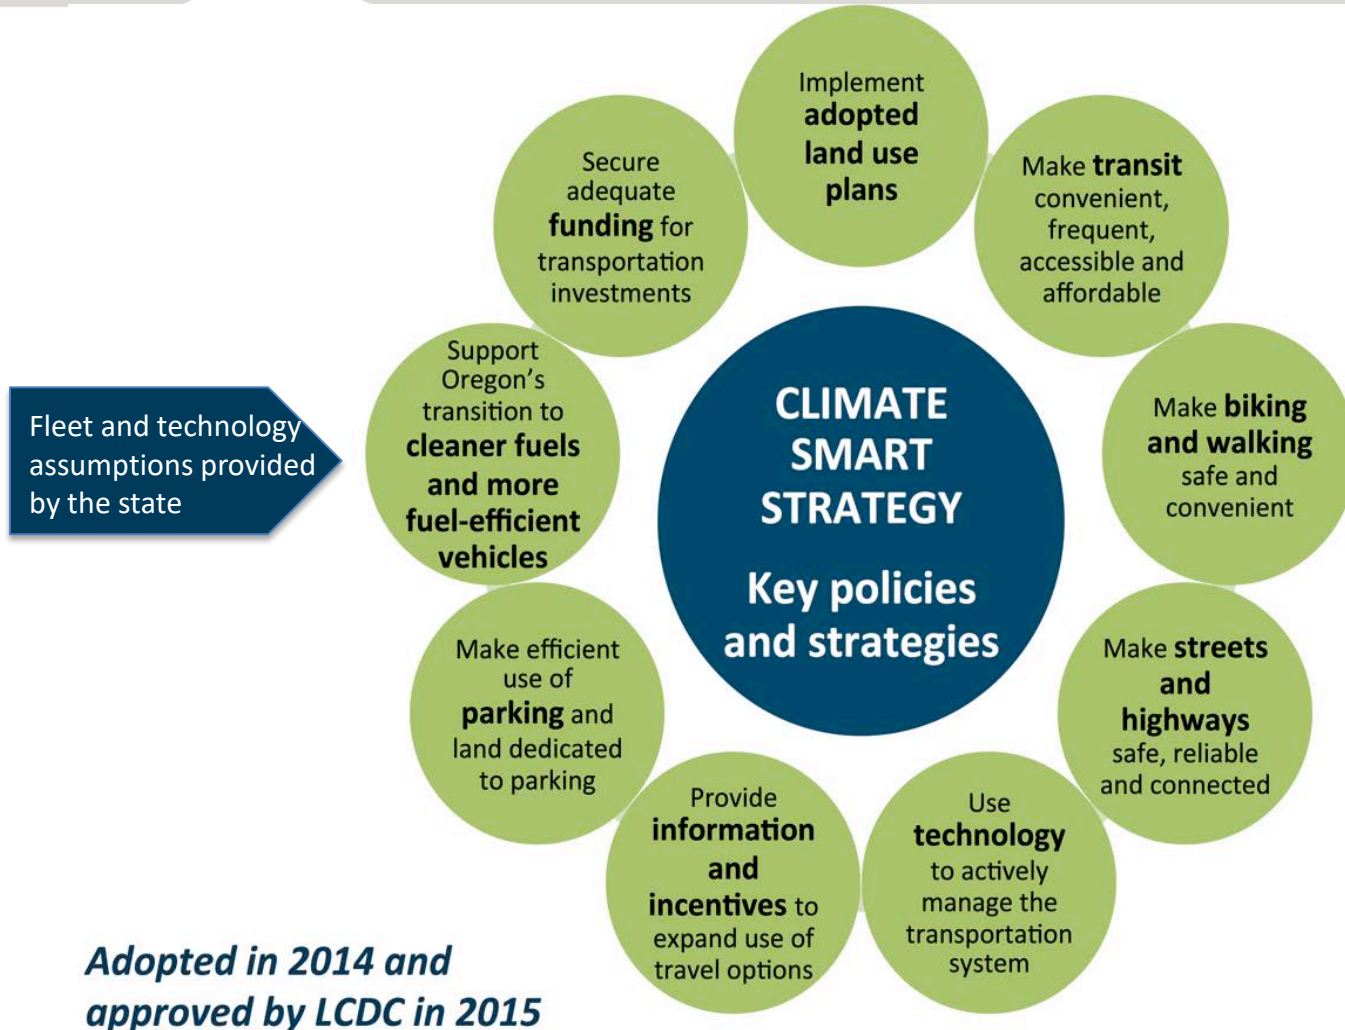 Implement
adopted
land use
plans
Make transit
convenient,
frequent,
accessible and
affordable
Make biking
and walking
safe and
convenient
Make streets
and
highways
safe, reliable
and connected
Use
technology
to actively
manage the
transportation
system
Provide
information
and
incentives to
expand use of
travel options
Make efficient
use of
parking and
land dedicated
to parking
Support
Oregon’s
transition to
cleaner fuels
and more
fuel-efficient
vehicles
Secure
adequate
funding for
transportation
investments
CLIMATE
SMART
STRATEGY
Key policies
and strategies
Fleet and technology
assumptions provided
by the state
Adopted in 2014 and
approved by LCDC in 2015